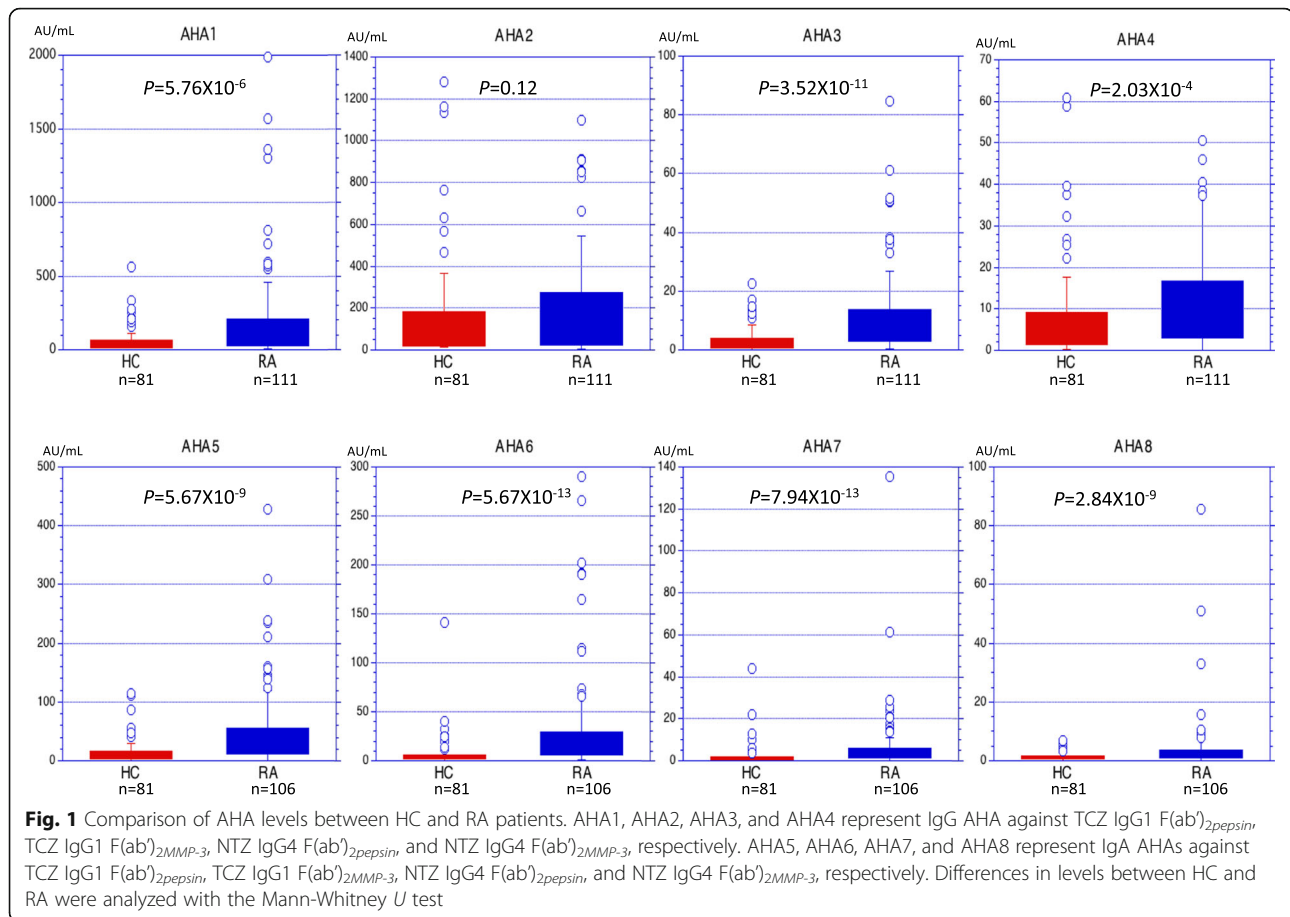 AU/mL AHA1
2000
1500
1000
500
0
P=5.76X10-6
HC RA
n=81 n=111
AU/mL AHA2
1400
1200
1000
800
600
400
200
0
P=0.12
HC RA
n=81 n=111
AU/mL AHA3
100
80
60
40
20
0
P=3.52X10-11
HC RA
n=81 n=111
AU/mL AHA4
70
60
50
40
30
20
10
0
P=2.03X10-4
HC RA
n=81 n=111
AU/mL AHA5
500
400
300
200
100
0
P=5.67X10-9
HC RA
n=81 n=106
AU/mL AHA6
300
250
200
150
100
50
0
P=5.67X10-13
HC RA
n=81 n=106
AU/mL AHA7
140
120
100
80
60
40
20
0
P=7.94X10-13
HC RA
n=81 n=106
AU/mL AHA8
100
80
60
40
20
0
P=2.84X10-9
HC RA
n=81 n=106
Fig. 1 Comparison of AHA levels between HC and RA patients. AHA1, AHA2, AHA3, and AHA4 represent IgG AHA against TCZ IgG1 F(ab')2pepsin,
TCZ IgG1 F(ab')2MMP-3, NTZ IgG4 F(ab')2pepsin, and NTZ IgG4 F(ab')2MMP-3, respectively. AHA5, AHA6, AHA7, and AHA8 represent IgA AHAs against
TCZ IgG1 F(ab')2pepsin, TCZ IgG1 F(ab')2MMP-3, NTZ IgG4 F(ab')2pepsin, and NTZ IgG4 F(ab')2MMP-3, respectively. Differences in levels between HC and
RA were analyzed with the Mann-Whitney U test